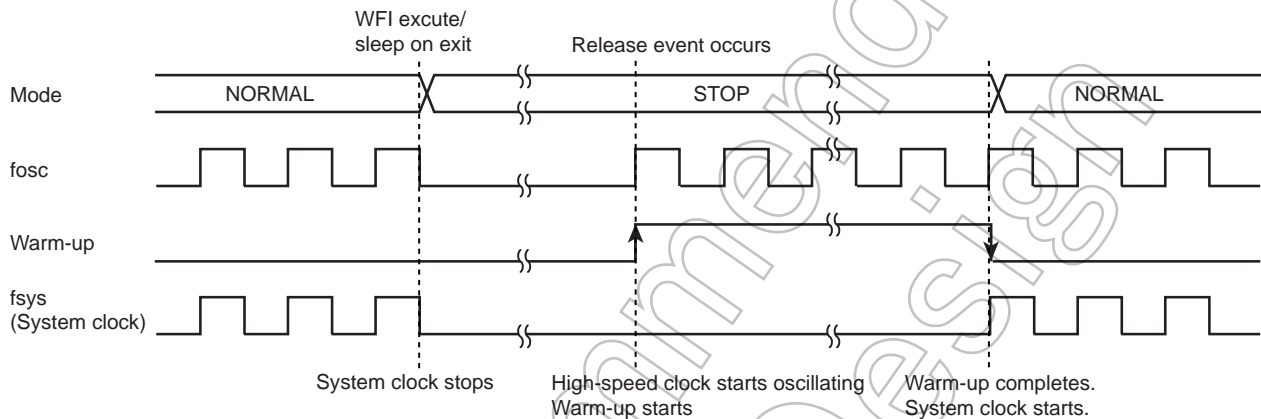 WFI excute/
sleep on exit
Release event occurs
Mode
NORMAL
STOP
NORMAL
fosc
Warm-up
fsys
(System clock)
System clock stops
High-speed clock starts oscillating
Warm-up starts
Warm-up completes.
System clock starts.